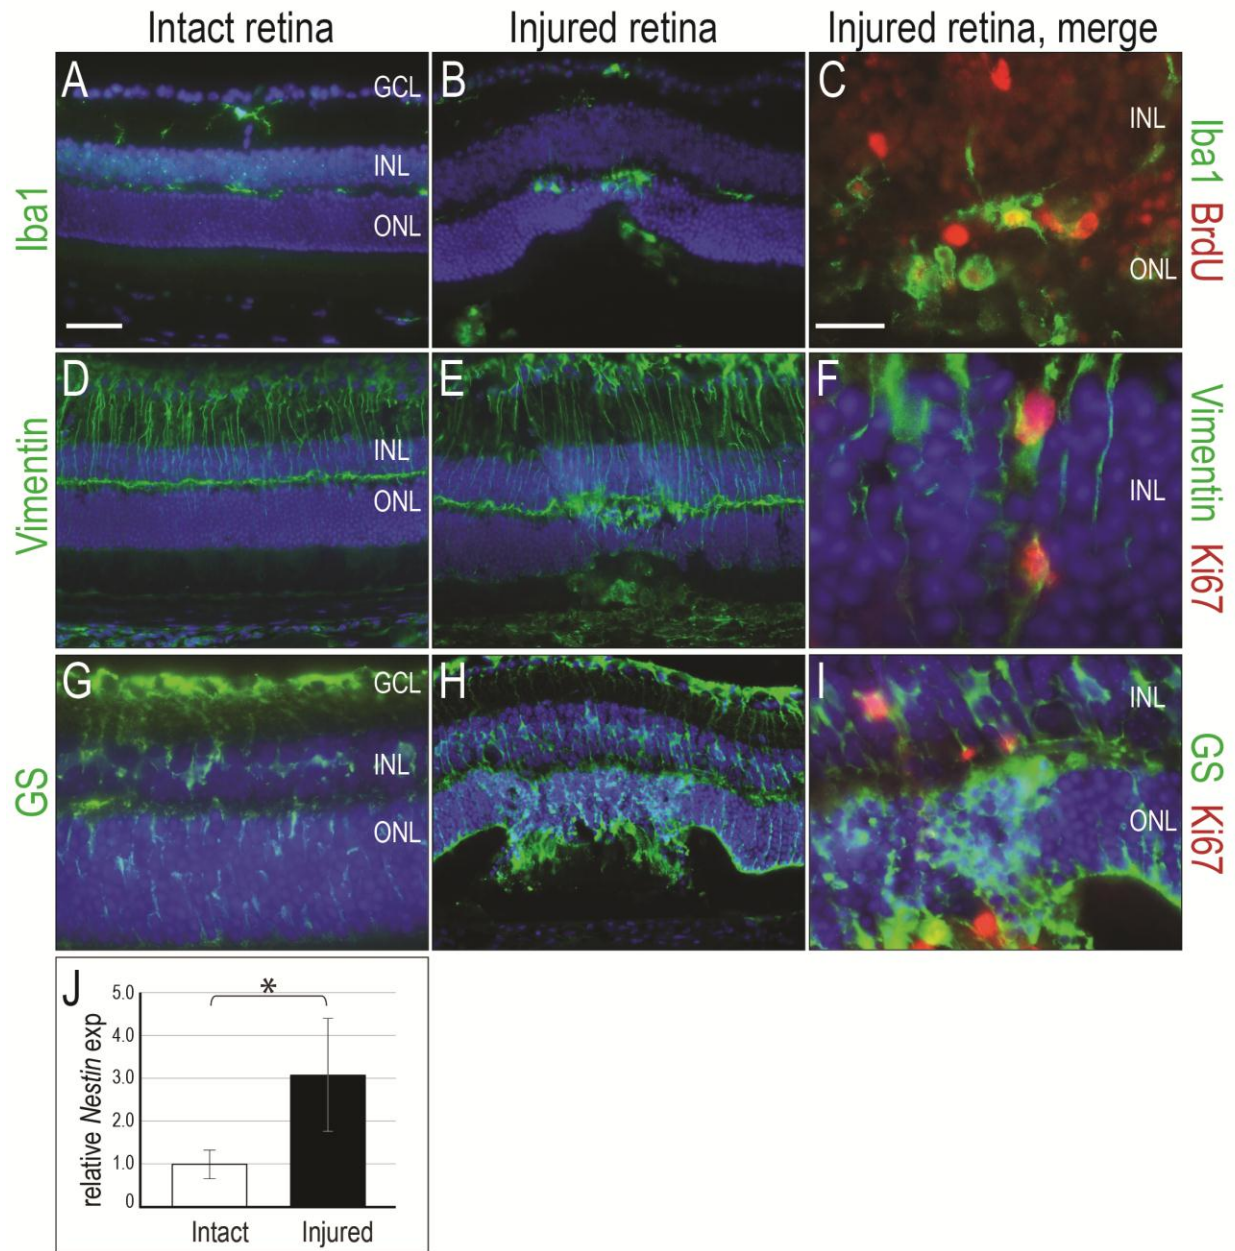 Intact retina
Injured retina
Injured retina, merge
A
GCL
INL
ONL
Iba1
B
C
INL
ONL
Iba1 BrdU
D
INL
ONL
Vimentin
E
F
INL
Vimentin Ki67
G
GCL
INL
ONL
GS
H
I
INL
ONL
GS Ki67
J
relative Nestin exp
5.0
*
4.0
3.0
2.0
1.0
0
Intact
Injured